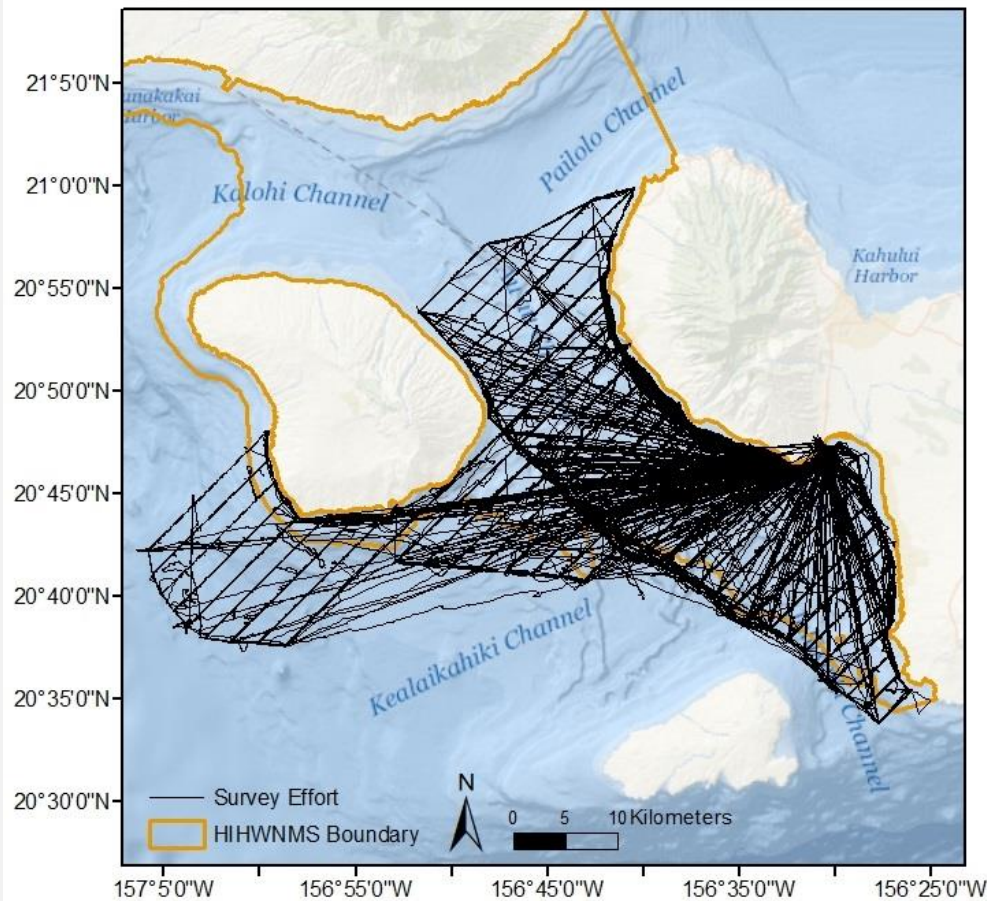 21°5'0"N
unakakai
Harbor
Pailolo Channel
21°0'0"N
Kalohi Channel
Kahului
Harbor
20°55'0"N
20°50'0"N
20°45'0"N
20°40'0"N
Kealaikahiki Channel
20°35'0"N
Channel
20°30'0"N
Survey Effort
HIHWNMS Boundary
N
0 5 10 Kilometers
157°5'0"W 156°55'0"W 156°45'0"W 156°35'0"W 156°25'0"W